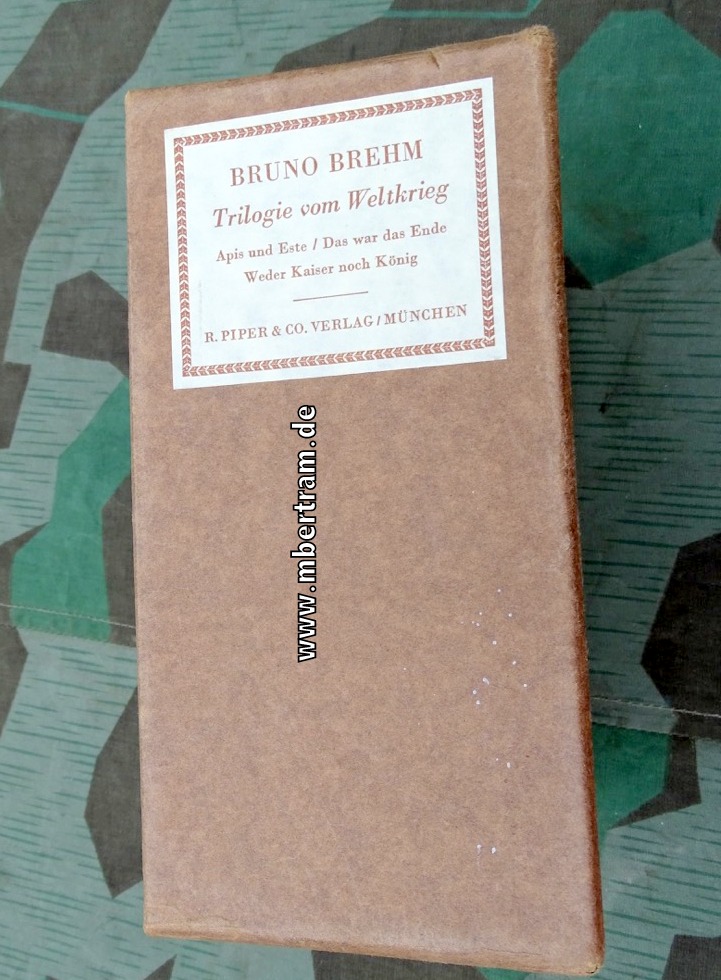 BRUNO BREHM
Trilogie vom Weltkrieg
Apis und Este / Das war das Ende
Weder Kaiser noch König
R. PIPER & CO. VERLAG / MÜNCHEN
www.mbertram.de